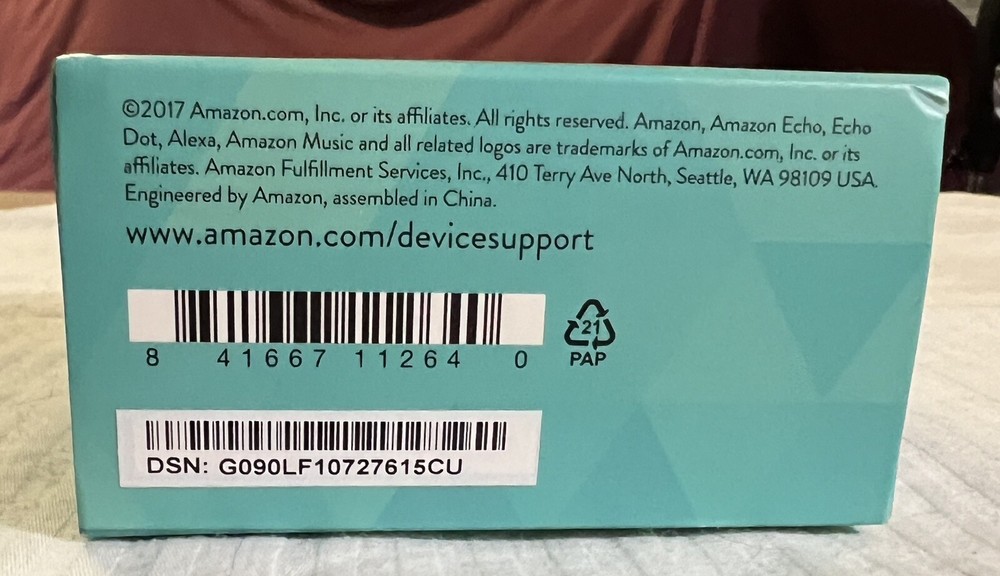 ©2017 Amazon.com, Inc. or its affiliates. All rights reserved. Amazon, Amazon Echo, Echo
Dot, Alexa, Amazon Music and all related logos are trademarks of Amazon.com, Inc. or its
affiliates. Amazon Fulfillment Services, Inc., 410 Terry Ave North, Seattle, WA 98109 USA.
Engineered by Amazon, assembled in China.
www.amazon.com/devicesupport
21
PAP
8 41667 11264 0
DSN: G090LF10727615CU